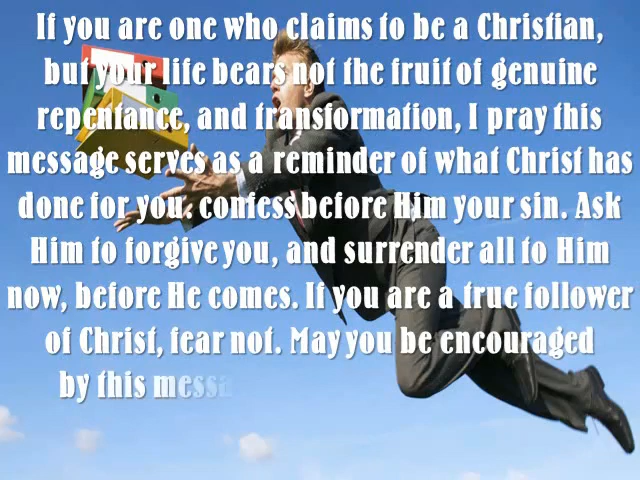 If you are one who claims to be a Christian,
but your life bears not the fruit of genuine
repentance, and transformation, I pray this
message serves as a reminder of what Christ has
done for you. confess before Him your sin. Ask
Him to forgive you, and surrender all to Him
now, before He comes. If you are a true follower
of Christ, fear not. May you be encouraged
by this messa